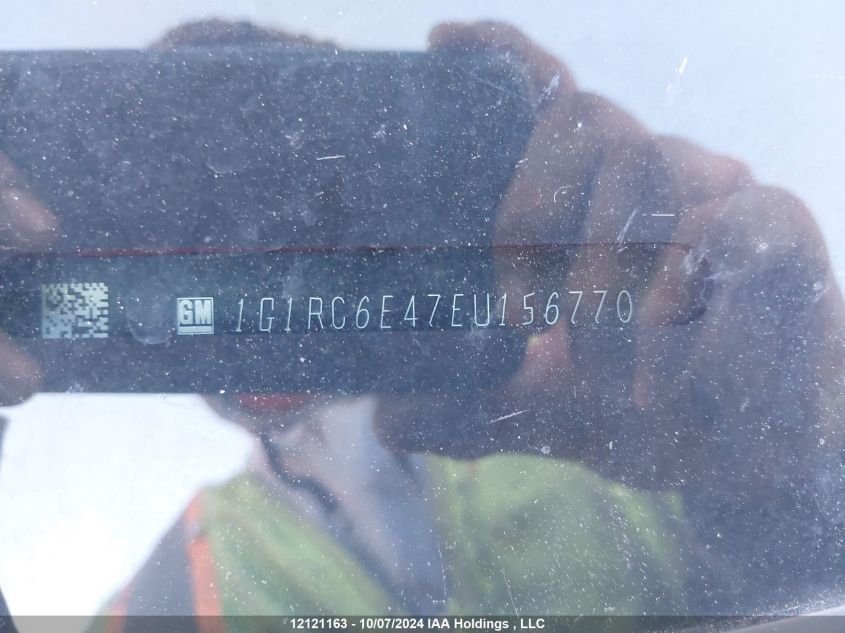 GM 1G1RC6E47EU156770
12121163 - 10/07/2024 IAA Holdings , LLC